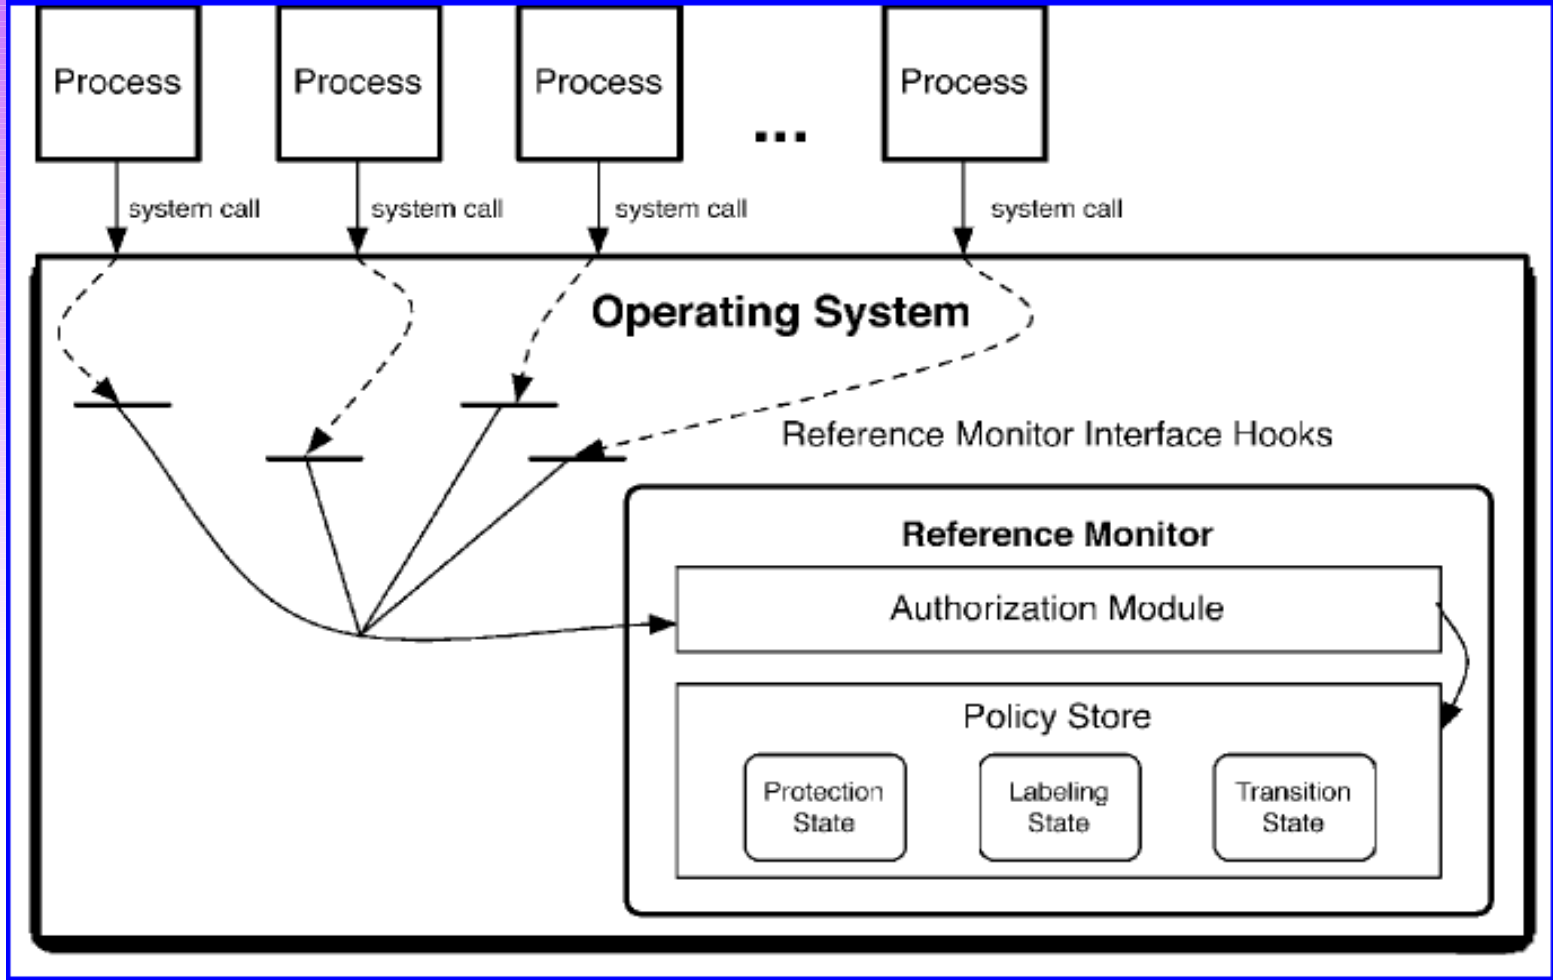 Process
Process
Process
...
Process
system call
system call
system call
system call
Operating System
Reference Monitor Interface Hooks
Reference Monitor
Authorization Module
Policy Store
Protection
State
Labeling
State
Transition
State